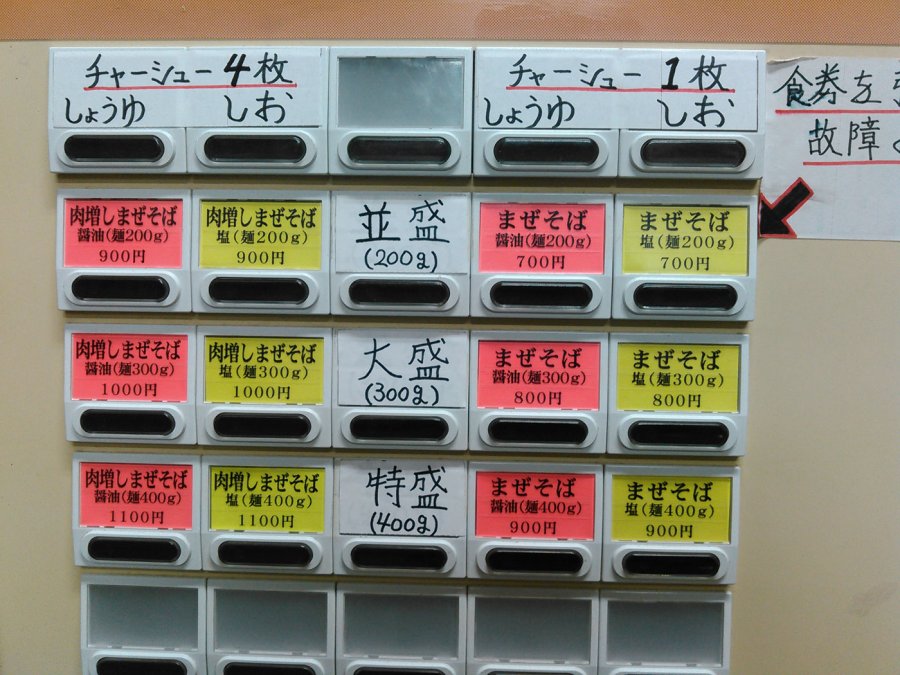 チャーシュー4枚
しょうゆ しお
チャーシュー 1枚
しょうゆ しお
食券を
故障
肉増しまぜそば
醤油(麺200g)
900円
肉増しまぜそば
塩(麺200g)
900円
並盛
(200g)
まぜそば
醤油(麺200g)
700円
まぜそば
塩(麺200g)
700円
肉増しまぜそば
醤油(麺300g)
1000円
肉増しまぜそば
塩(麺300g)
1000円
大盛
(300g)
まぜそば
醤油(麺300g)
800円
まぜそば
塩(麺300g)
800円
肉増しまぜそば
醤油(麺400g)
1100円
肉増しまぜそば
塩(麺400g)
1100円
特盛
(400g)
まぜそば
醤油(麺400g)
900円
まぜそば
塩(麺400g)
900円